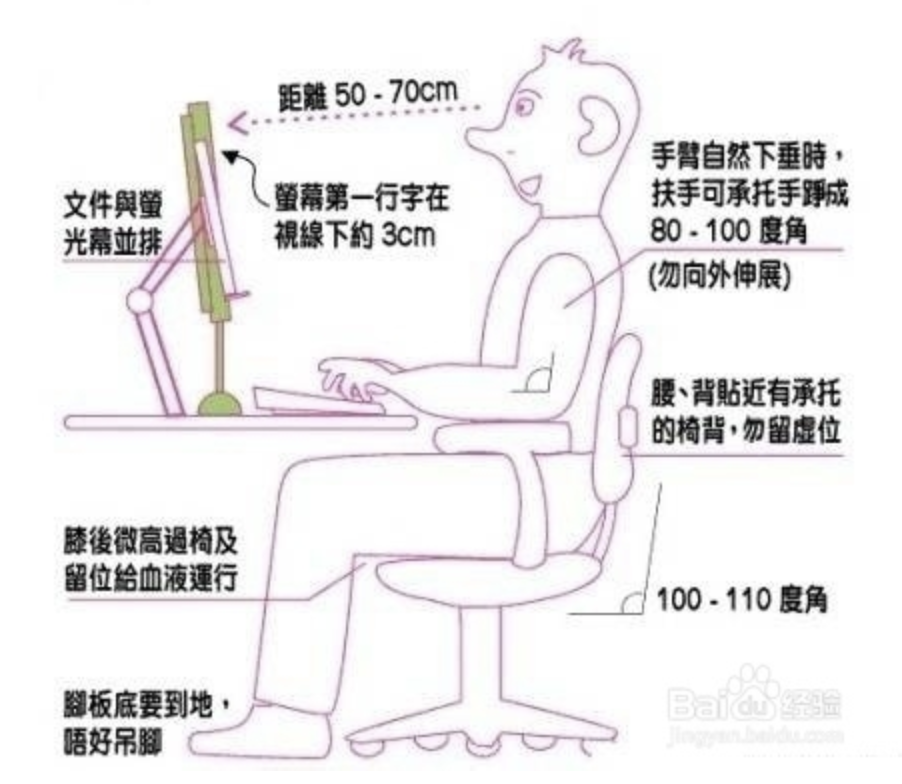 距離 50 - 70cm
螢幕第一行字在
視線下約 3cm
文件與螢
光幕並排
手臂自然下垂時，
扶手可承托手踭成
80 - 100 度角
(勿向外伸展)
腰、背貼近有承托
的椅背，勿留虛位
膝後微高過椅及
留位給血液運行
100 - 110 度角
腳板底要到地，
唔好吊腳
Baidu 经验
jingyan.baidu.com